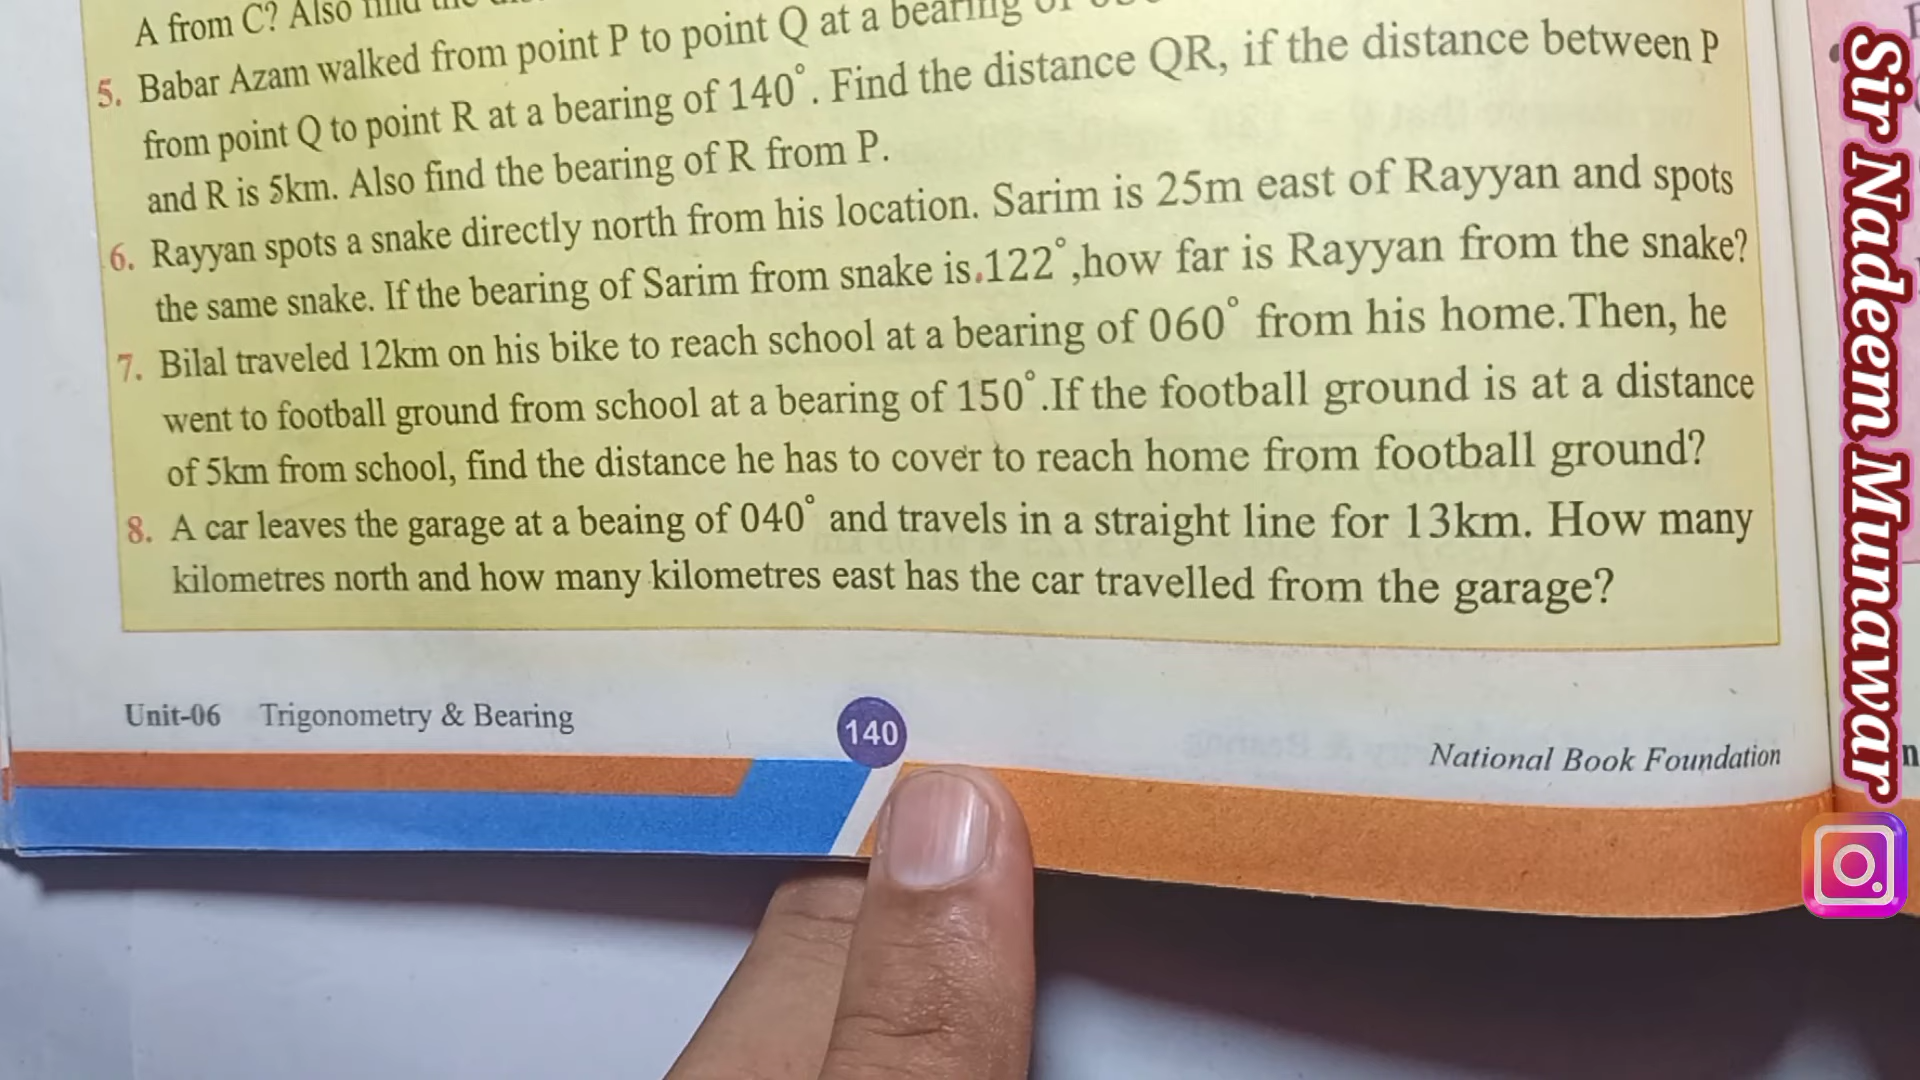 A from C? Also find the
5. Babar Azam walked from point P to point Q at a bearing of
from point Q to point R at a bearing of 140°. Find the distance QR, if the distance between P
and R is 5km. Also find the bearing of R from P.
6. Rayyan spots a snake directly north from his location. Sarim is 25m east of Rayyan and spots
the same snake. If the bearing of Sarim from snake is.122°,how far is Rayyan from the snake?
7. Bilal traveled 12km on his bike to reach school at a bearing of 060° from his home.Then, he
went to football ground from school at a bearing of 150°.If the football ground is at a distance
of 5km from school, find the distance he has to cover to reach home from football ground?
8. A car leaves the garage at a beaing of 040° and travels in a straight line for 13km. How many
kilometres north and how many kilometres east has the car travelled from the garage?
Unit-06 Trigonometry & Bearing
140
National Book Foundation
Sir Nadeem Munawar